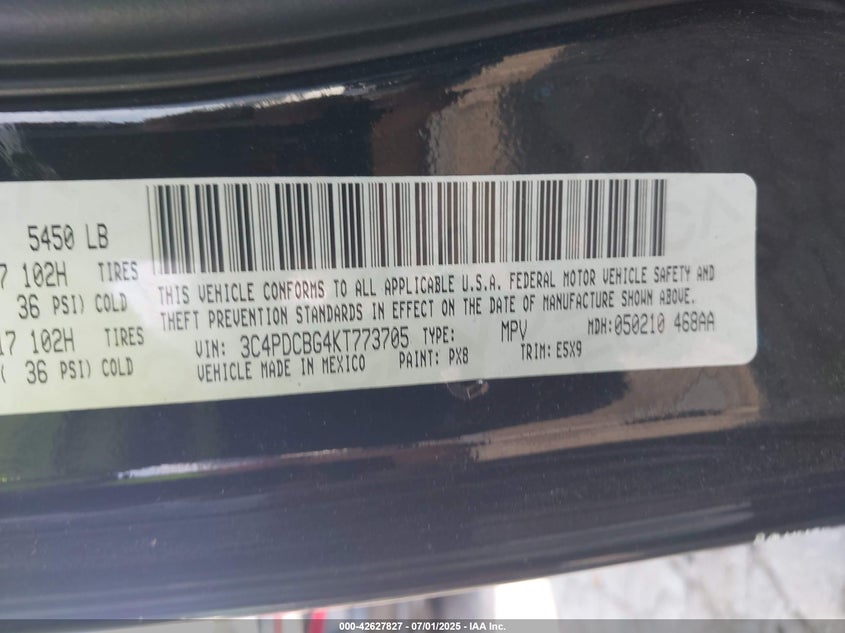 5450 LB
7 102H TIRES
36 PSI) COLD
17 102H TIRES
( 36 PSI) COLD
THIS VEHICLE CONFORMS TO ALL APPLICABLE U.S.A. FEDERAL MOTOR VEHICLE SAFETY AND
THEFT PREVENTION STANDARDS IN EFFECT ON THE DATE OF MANUFACTURE SHOWN ABOVE.
VIN: 3C4PDCBG4KT773705 TYPE: MPV MDH:050210 468AA
VEHICLE MADE IN MEXICO PAINT: PX8 TRIM: E5X9
000-42627827 - 07/01/2025 - IAA Inc.